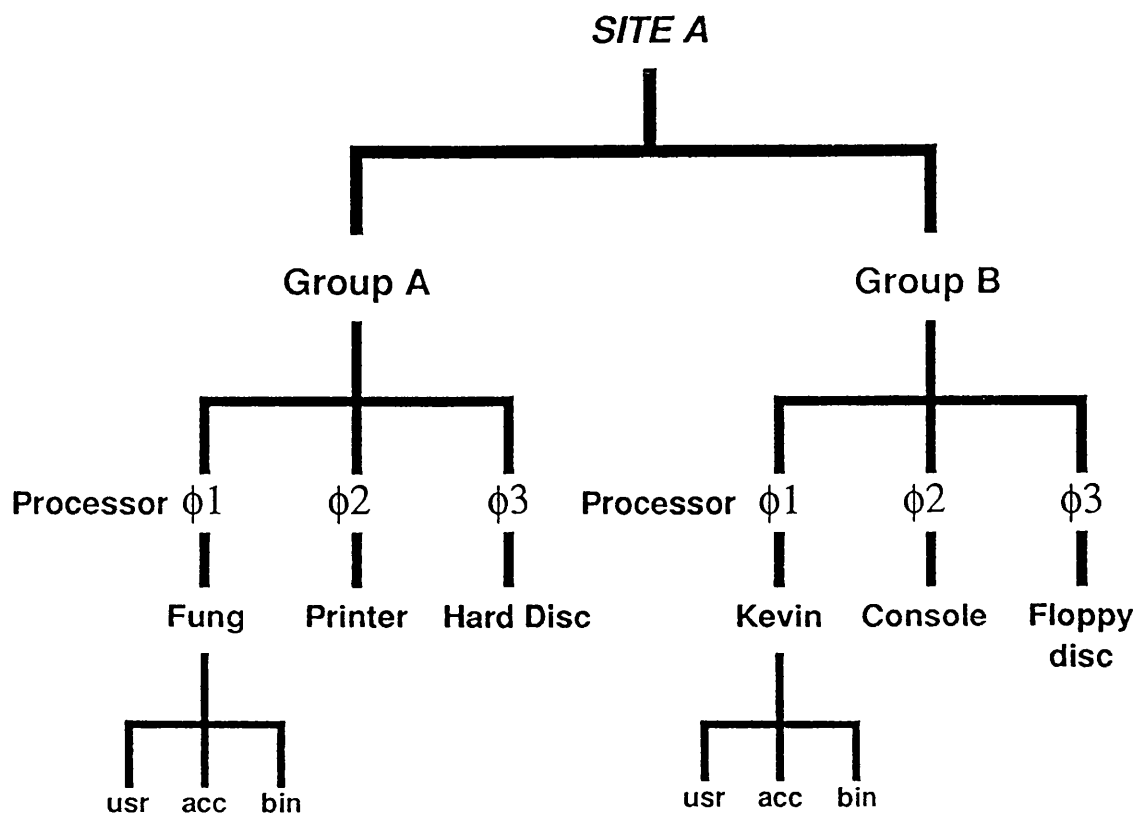 SITE A
Group A Group B
Processor ϕ1 ϕ2 ϕ3 Processor ϕ1 ϕ2 ϕ3
Fung Printer Hard Disc Kevin Console Floppy
disc
usr acc bin usr acc bin